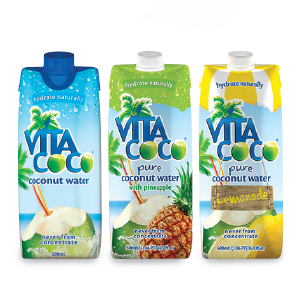 hydrate naturally
VITA
COCO
coconut water
never from
concentrate
500mL
hydrate naturally
VITA
COCO
pure
coconut water
with pineapple
never from
concentrate
hydrate naturally
VITA
COCO
pure
coconut water
Lemonade
never from
concentrate